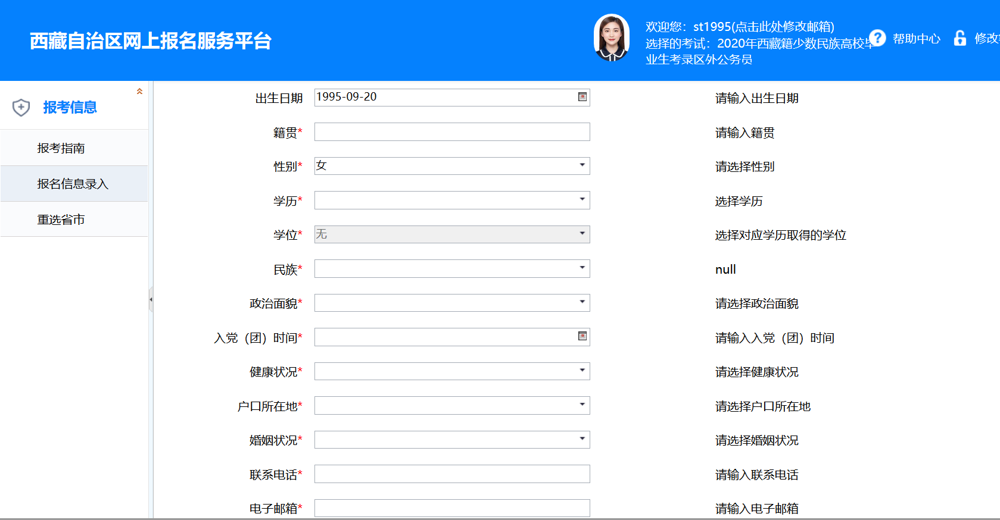 西藏自治区网上报名服务平台
欢迎您：st1995(点击此处修改邮箱)
选择的考试：2020年西藏籍少数民族高校毕
业生考录区外公务员
帮助中心
修改
报考信息
报考指南
报名信息录入
重选省市
出生日期 1995-09-20 请输入出生日期
籍贯* 请输入籍贯
性别* 女 请选择性别
学历* 选择学历
学位* 无 选择对应学历取得的学位
民族* null
政治面貌* 请选择政治面貌
入党（团）时间* 请输入入党（团）时间
健康状况* 请选择健康状况
户口所在地* 请选择户口所在地
婚姻状况* 请选择婚姻状况
联系电话* 请输入联系电话
电子邮箱* 请输入电子邮箱